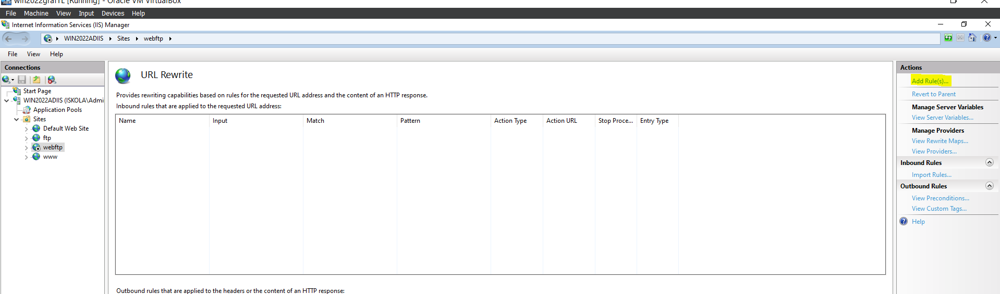 win2022grafTE [Running] - Oracle VM VirtualBox
File Machine View Input Devices Help
Internet Information Services (IIS) Manager
WIN2022ADIIS Sites webftp
File View Help
Connections
Start Page
WIN2022ADIIS (ISKOLA\Admi
Application Pools
Sites
Default Web Site
ftp
webftp
www
URL Rewrite
Provides rewriting capabilities based on rules for the requested URL address and the content of an HTTP response.
Inbound rules that are applied to the requested URL address:
Name Input Match Pattern Action Type Action URL Stop Proce... Entry Type
Outbound rules that are applied to the headers or the content of an HTTP response:
Actions
Add Rule(s)...
Revert to Parent
Manage Server Variables
View Server Variables...
Manage Providers
View Rewrite Maps...
View Providers...
Inbound Rules
Import Rules...
Outbound Rules
View Preconditions...
View Custom Tags...
Help